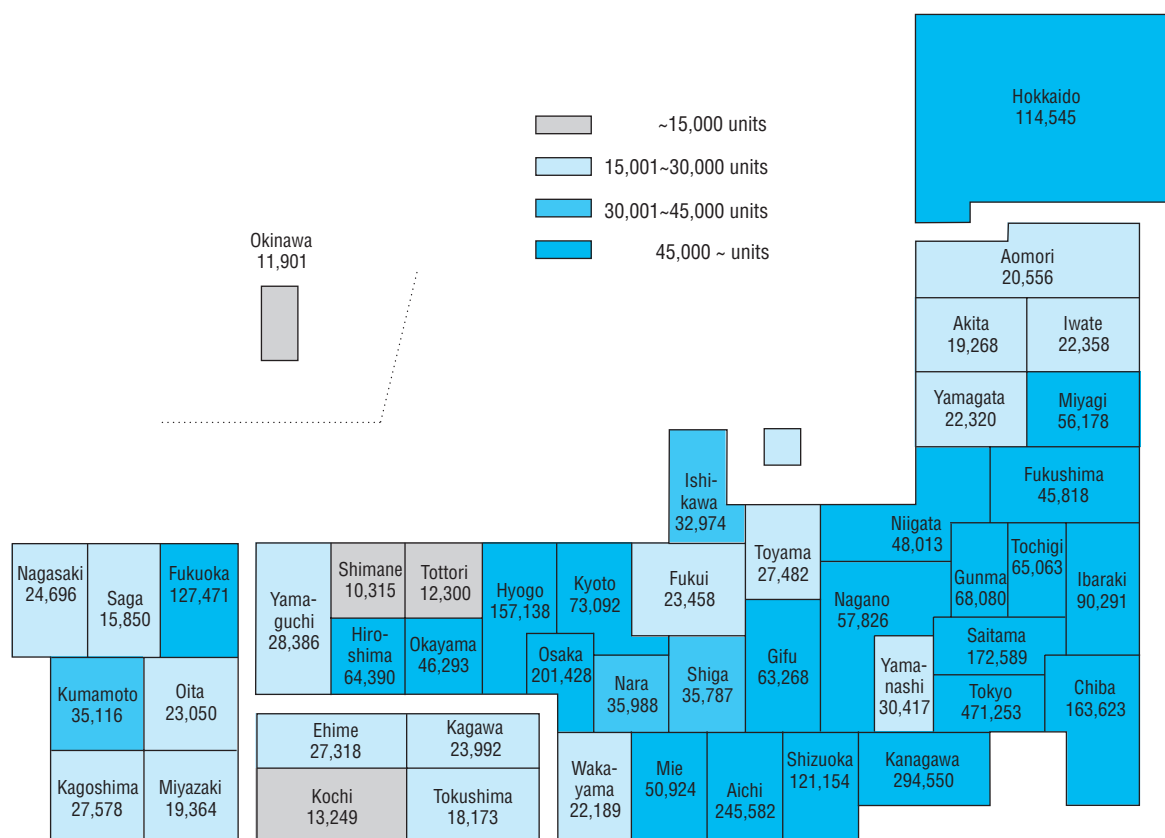 Hokkaido
114,545
~15,000 units
15,001~30,000 units
30,001~45,000 units
45,000 ~ units
Okinawa
11,901
Aomori
20,556
Akita
19,268
Iwate
22,358
Yamagata
22,320
Miyagi
56,178
Ishi-
kawa
32,974
Fukushima
45,818
Niigata
48,013
Toyama
27,482
Tochigi
65,063
Gunma
68,080
Ibaraki
90,291
Nagasaki
24,696
Saga
15,850
Fukuoka
127,471
Yama-
guchi
28,386
Shimane
10,315
Tottori
12,300
Hyogo
157,138
Kyoto
73,092
Fukui
23,458
Nagano
57,826
Hiro-
shima
64,390
Okayama
46,293
Osaka
201,428
Nara
35,988
Shiga
35,787
Gifu
63,268
Yama-
nashi
30,417
Saitama
172,589
Tokyo
471,253
Chiba
163,623
Kumamoto
35,116
Oita
23,050
Ehime
27,318
Kagawa
23,992
Kagoshima
27,578
Miyazaki
19,364
Kochi
13,249
Tokushima
18,173
Waka-
yama
22,189
Mie
50,924
Aichi
245,582
Shizuoka
121,154
Kanagawa
294,550